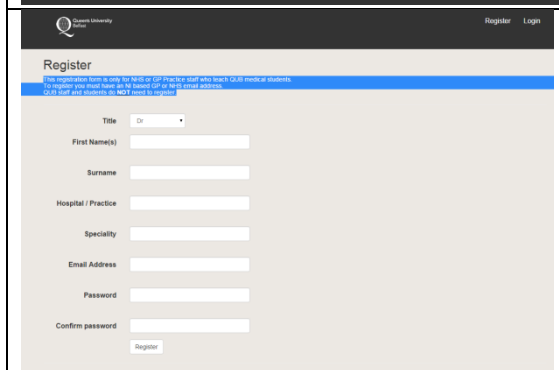 Queen's University
Belfast
Register Login
Register
This registration form is only for NHS or GP Practice staff who teach QUB medical students.
To register you must have an NI based GP or NHS email address.
QUB staff and students do NOT need to register.
Title Dr
First Name(s)
Surname
Hospital / Practice
Speciality
Email Address
Password
Confirm password
Register